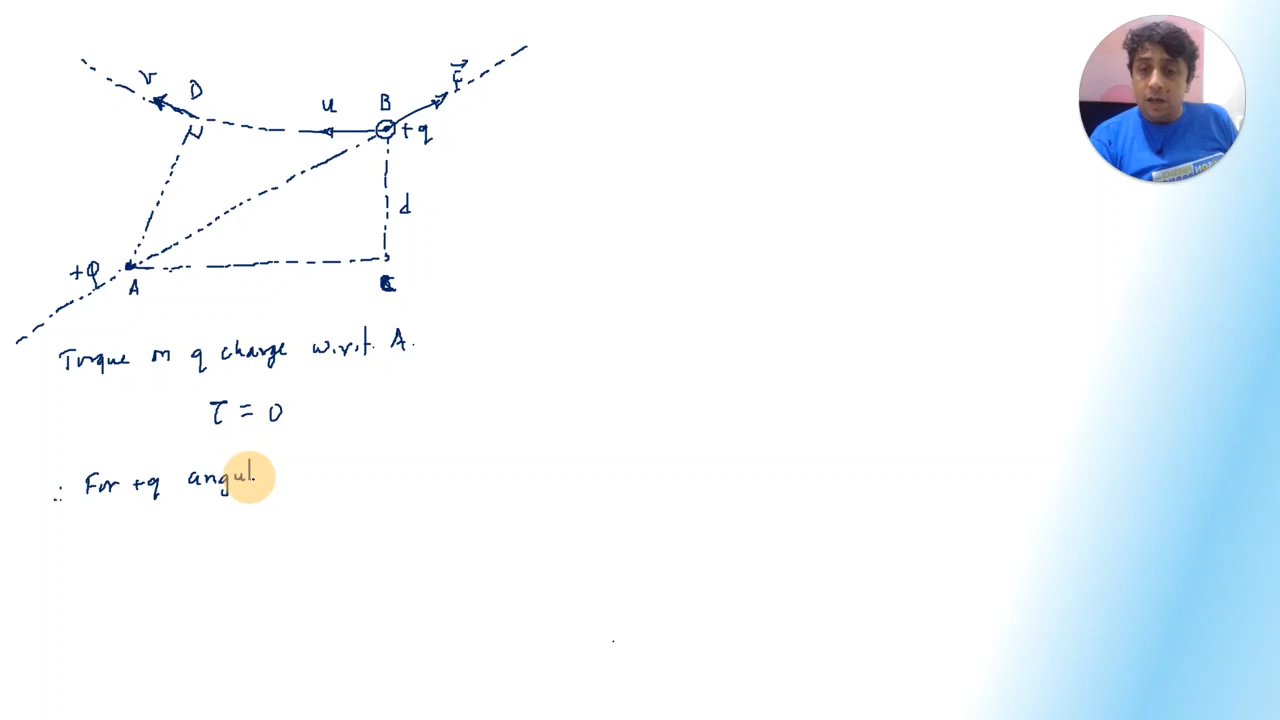 v D u B F
+q
d
+Q
A C
Torque on q charge w.r.t. A.
τ = 0
∴ For +q angul